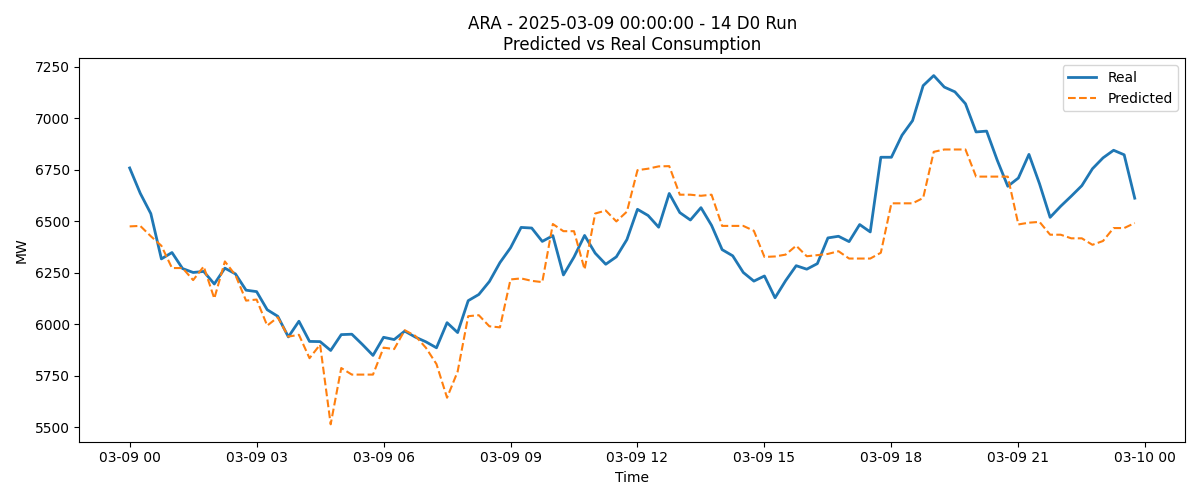 ARA - 2025-03-09 00:00:00 - 14 D0 Run
Predicted vs Real Consumption
7250
7000
6750
6500
6250
6000
5750
5500
MW
Real
Predicted
03-09 00
03-09 03
03-09 06
03-09 09
03-09 12
03-09 15
03-09 18
03-09 21
03-10 00
Time